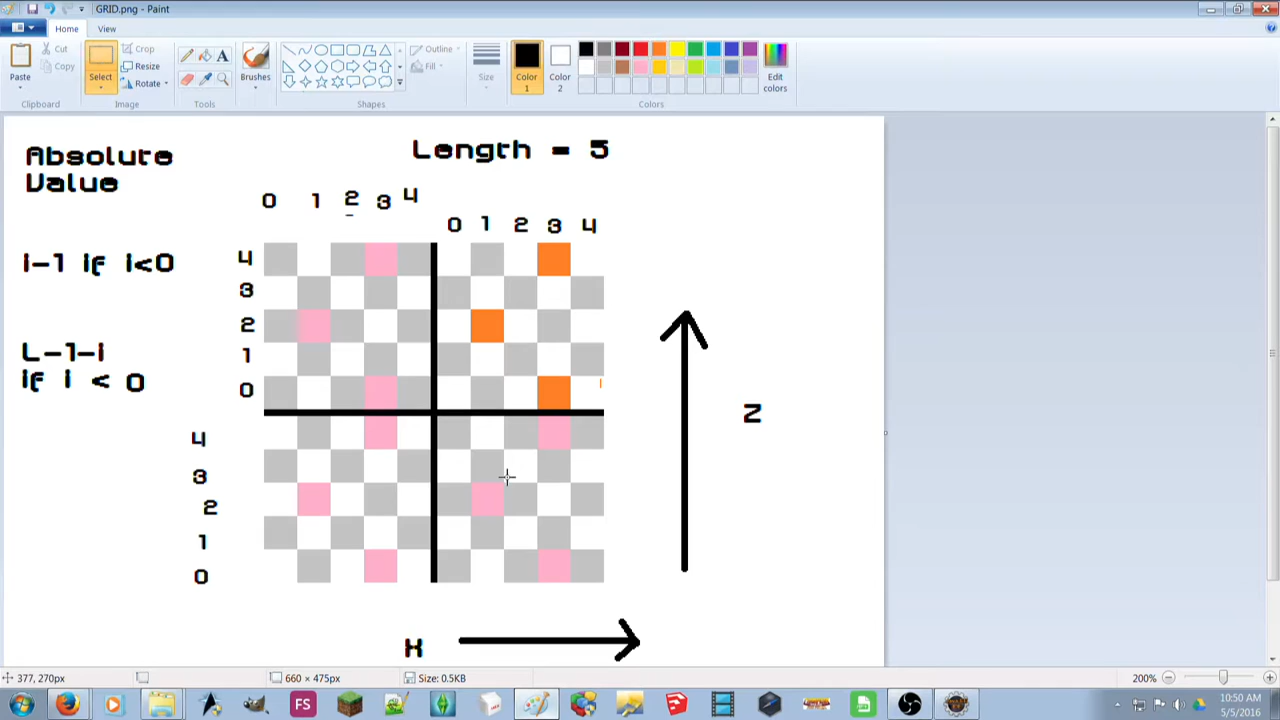 GRID.png - Paint
Home
View
Paste
Cut
Copy
Clipboard
Select
Crop
Resize
Rotate
Image
Tools
Brushes
Outline
Fill
Shapes
Size
Color
1
Color
2
Edit
colors
Colors
Absolute
Value
Length = 5
0 1 2 3 4
0 1 2 3 4
i-1 if i<0
L-1-i
if i < 0
4
3
2
1
0
4
3
2
1
0
Z
X
377, 270px
660 × 475px
Size: 0.5KB
200%
FS
10:50 AM
5/5/2016